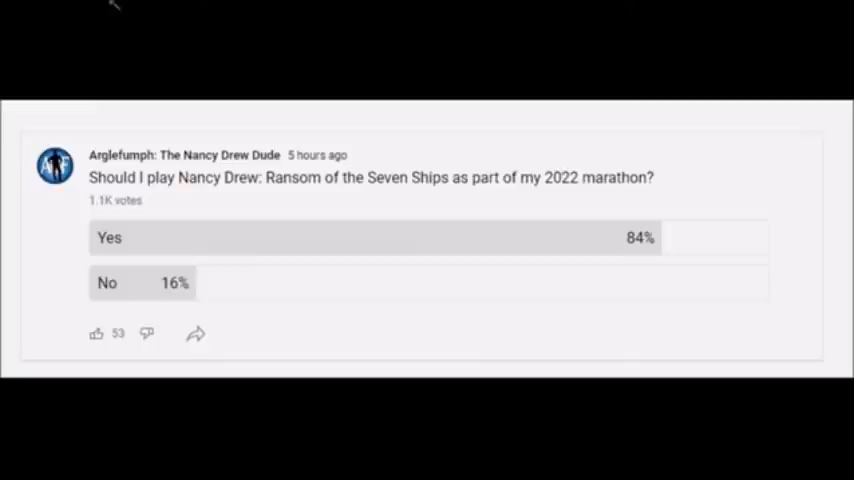 Arglefumph: The Nancy Drew Dude 5 hours ago
Should I play Nancy Drew: Ransom of the Seven Ships as part of my 2022 marathon?
1.1K votes
Yes 84%
No 16%
53